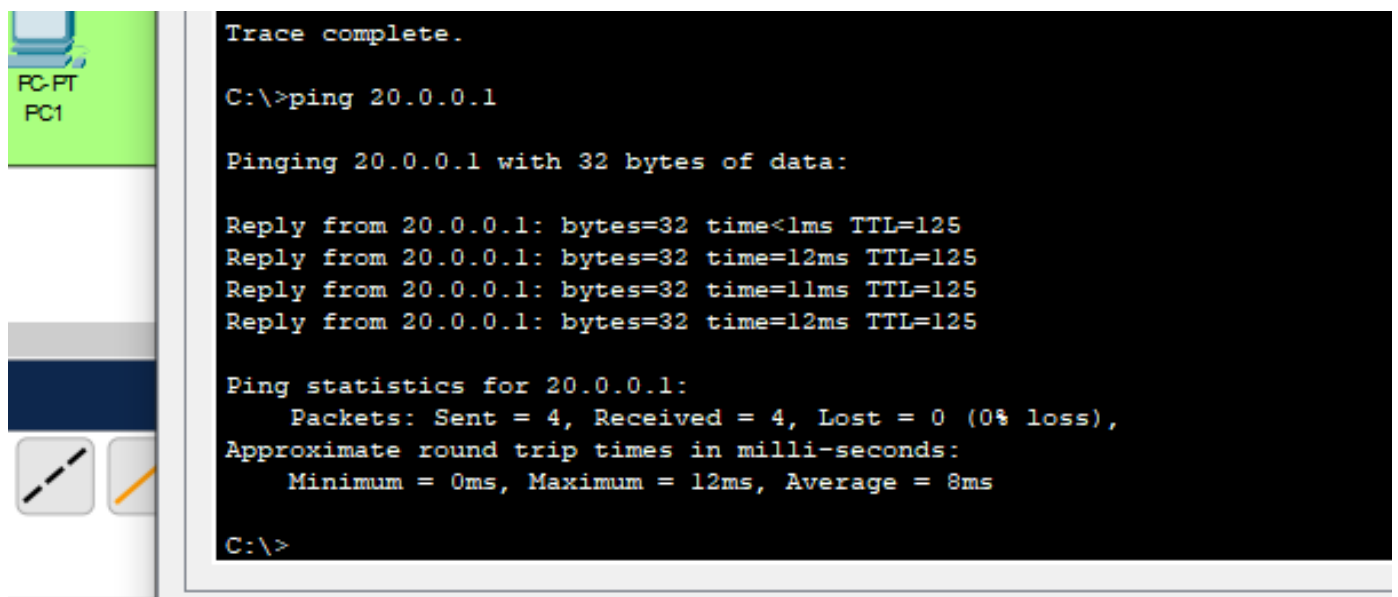 PC-PT
PC1
Trace complete.
C:\>ping 20.0.0.1
Pinging 20.0.0.1 with 32 bytes of data:
Reply from 20.0.0.1: bytes=32 time<1ms TTL=125
Reply from 20.0.0.1: bytes=32 time=12ms TTL=125
Reply from 20.0.0.1: bytes=32 time=11ms TTL=125
Reply from 20.0.0.1: bytes=32 time=12ms TTL=125
Ping statistics for 20.0.0.1:
Packets: Sent = 4, Received = 4, Lost = 0 (0% loss),
Approximate round trip times in milli-seconds:
Minimum = 0ms, Maximum = 12ms, Average = 8ms
C:\>